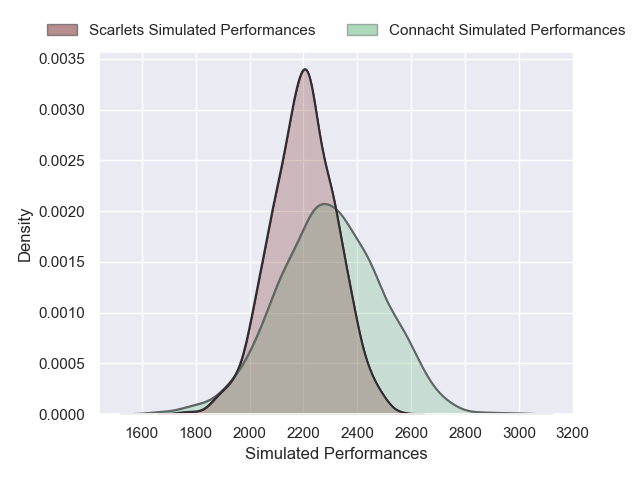 Scarlets Simulated Performances Connacht Simulated Performances
0.0035
0.0030
0.0025
0.0020
0.0015
0.0010
0.0005
0.0000
Density
1600 1800 2000 2200 2400 2600 2800 3000 3200
Simulated Performances